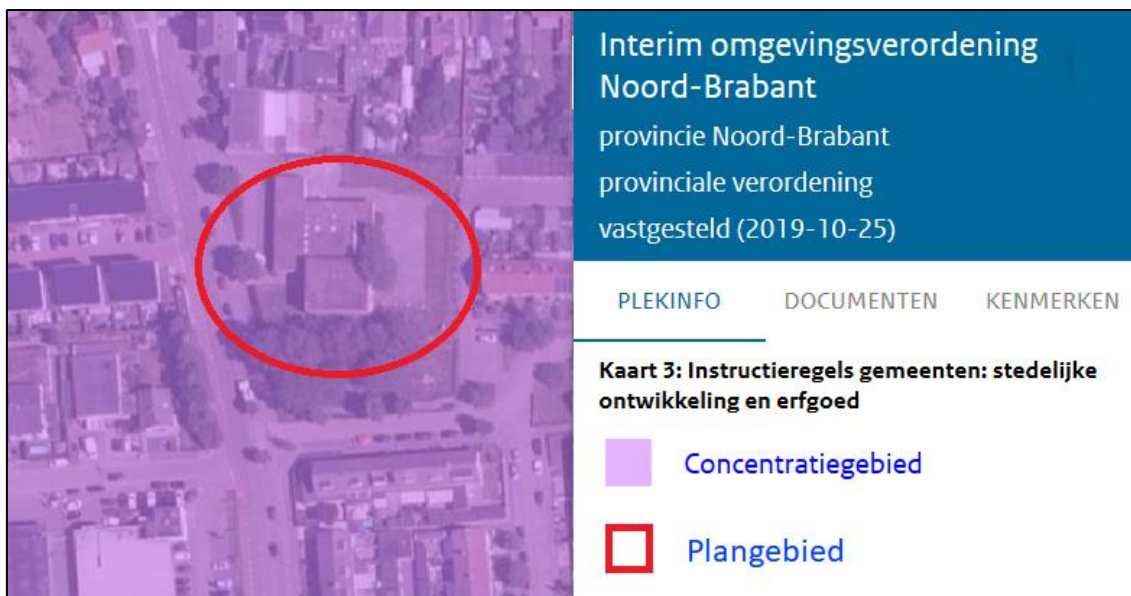 Interim omgevingsverordening
Noord-Brabant
provincie Noord-Brabant
provinciale verordening
vastgesteld (2019-10-25)
PLEKINFO DOCUMENTEN KENMERKEN
Kaart 3: Instructieregels gemeenten: stedelijke
ontwikkeling en erfgoed
Concentratiegebied
Plangebied